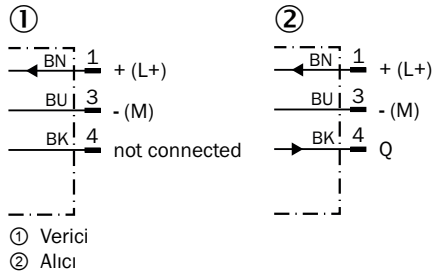 ① ②
BN 1 + (L+)
BU 3 - (M)
BK 4 not connected
BN 1 + (L+)
BU 3 - (M)
BK 4 Q
① Verici
② Alıcı